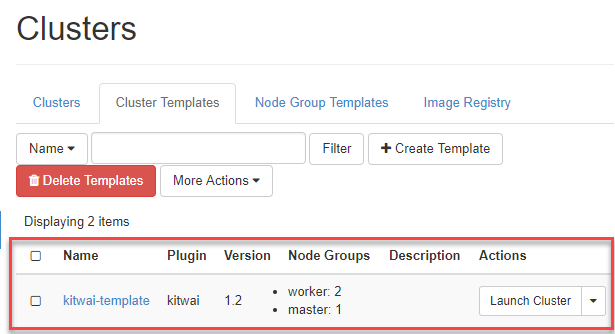 Clusters
Clusters Cluster Templates Node Group Templates Image Registry
Name Filter Create Template
Delete Templates More Actions
Displaying 2 items
Name Plugin Version Node Groups Description Actions
kitwai-template kitwai 1.2 worker: 2 Launch Cluster
master: 1